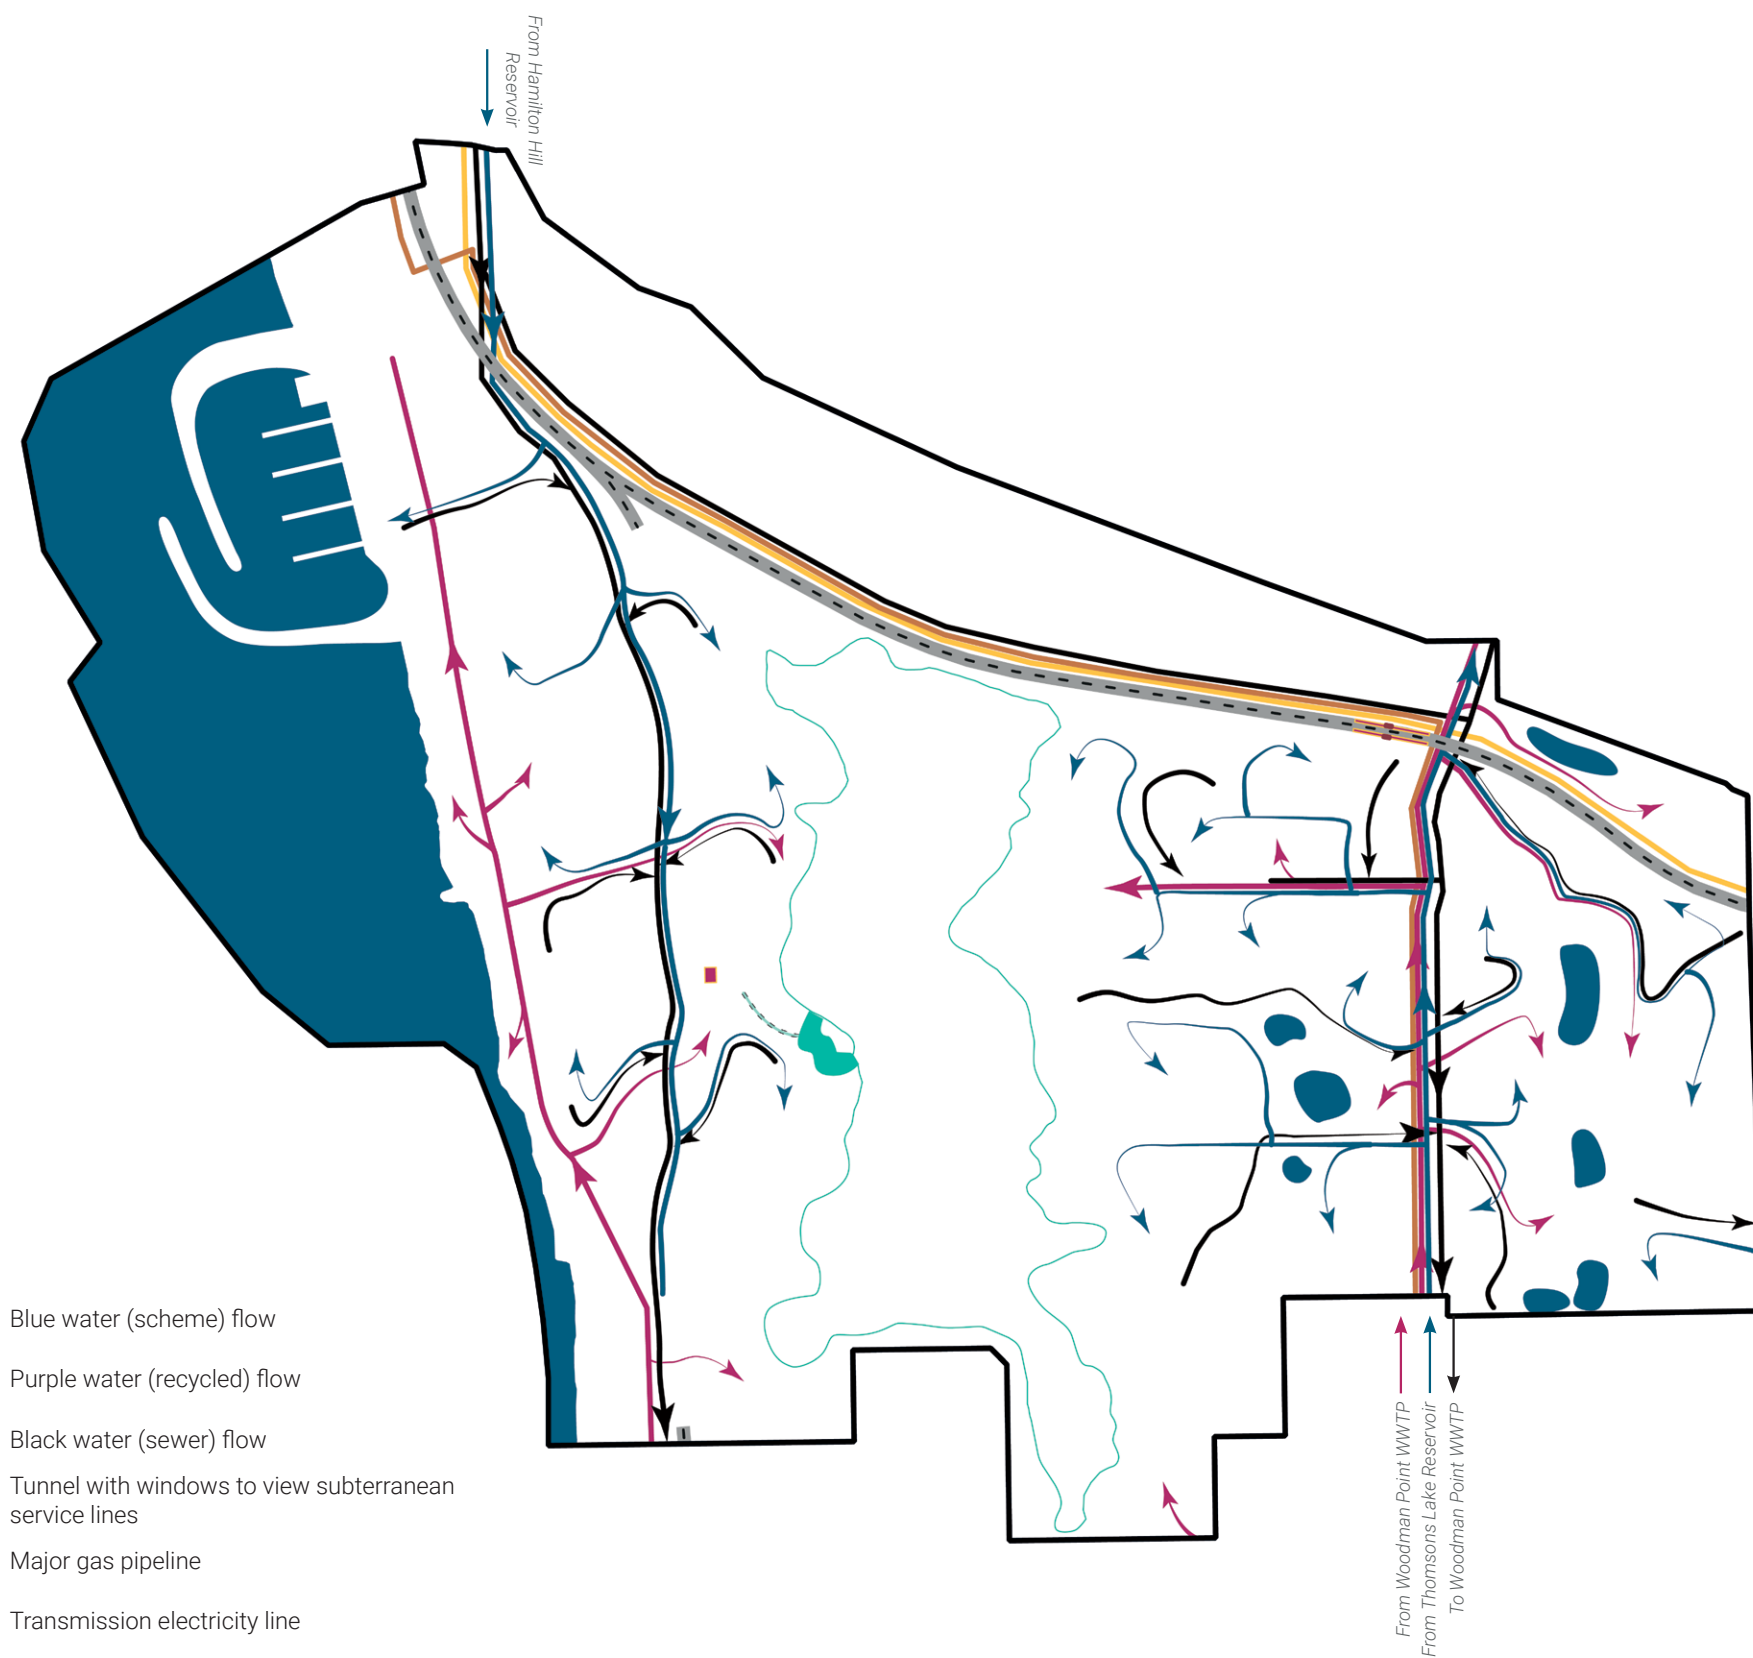 From Hamilton Hill
Reservoir
Blue water (scheme) flow
Purple water (recycled) flow
Black water (sewer) flow
Tunnel with windows to view subterranean
service lines
Major gas pipeline
Transmission electricity line
From Woodman Point WWTP
From Thomsons Lake Reservoir
To Woodman Point WWTP